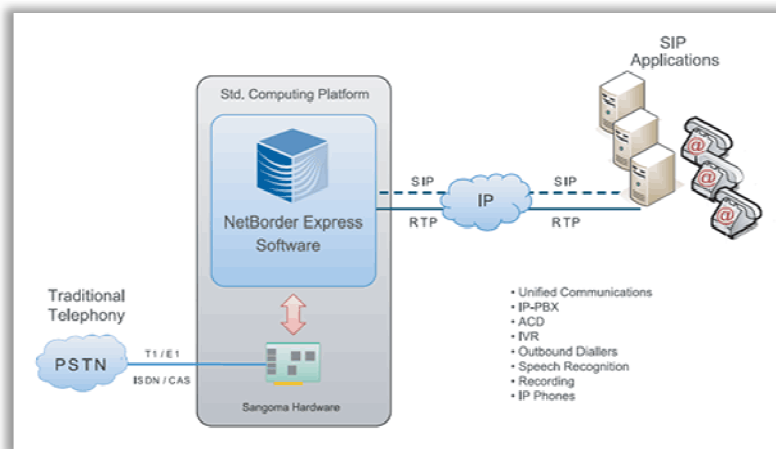 SIP
Applications
Std. Computing Platform
NetBorder Express
Software
SIP
RTP
IP
SIP
RTP
@
@
@
Traditional
Telephony
PSTN
T1 / E1
ISDN / CAS
Sangoma Hardware
• Unified Communications
• IP-PBX
• ACD
• IVR
• Outbound Diallers
• Speech Recognition
• Recording
• IP Phones